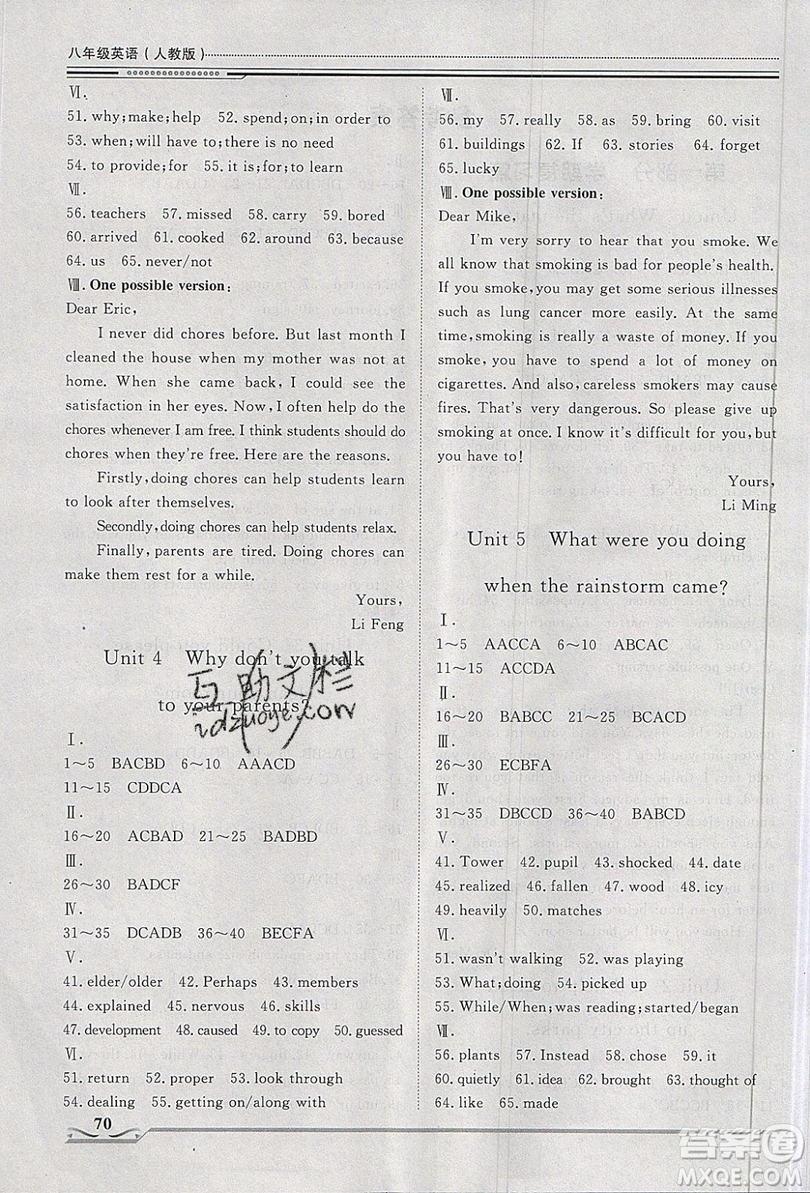 八年级英语(人教版)
Ⅵ.
51. why;make;help 52. spend;on;in order to
53. when;will have to;there is no need
54. to provide;for 55. it is;for;to learn
Ⅶ.
56. teachers 57. missed 58. carry 59. bored
60. arrived 61. cooked 62. around 63. because
64. us 65. never/not
Ⅷ. One possible version:
Dear Eric,
I never did chores before. But last month I
cleaned the house when my mother was not at
home. When she came back, I could see the
satisfaction in her eyes. Now, I often help do the
chores whenever I am free. I think students should do
chores when they're free. Here are the reasons.
Firstly,doing chores can help students learn
to look after themselves.
Secondly,doing chores can help students relax.
Finally, parents are tired. Doing chores can
make them rest for a while.
Yours,
Li Feng
Unit 4 Why don't you talk
to your parents?
Ⅰ.
1～5 BACBD 6～10 AAACD
11～15 CDDCA
Ⅱ.
16～20 ACBAD 21～25 BADBD
Ⅲ.
26～30 BADCF
Ⅳ.
31～35 DCADB 36～40 BECFA
Ⅴ.
41. elder/older 42. Perhaps 43. members
44. explained 45. nervous 46. skills
47. development 48. caused 49. to copy 50. guessed
Ⅵ.
51. return 52. proper 53. look through
54. dealing 55. getting on/along with
70
Ⅶ.
56. my 57. really 58. as 59. bring 60. visit
61. buildings 62. If 63. stories 64. forget
65. lucky
Ⅷ. One possible version:
Dear Mike,
I'm very sorry to hear that you smoke. We
all know that smoking is bad for people's health.
If you smoke,you may get some serious illnesses
such as lung cancer more easily. At the same
time, smoking is really a waste of money. If you
smoke, you have to spend a lot of money on
cigarettes. And also, careless smokers may cause
fires. That's very dangerous. So please give up
smoking at once. I know it's difficult for you,but
you have to!
Yours,
Li Ming
Unit 5 What were you doing
when the rainstorm came?
Ⅰ.
1～5 AACCA 6～10 ABCAC
11～15 ACCDA
Ⅱ.
16～20 BABCC 21～25 BCACD
Ⅲ.
26～30 ECBFA
Ⅳ.
31～35 DBCCD 36～40 BABCD
Ⅴ.
41. Tower 42. pupil 43. shocked 44. date
45. realized 46. fallen 47. wood 48. icy
49. heavily 50. matches
Ⅵ.
51. wasn't walking 52. was playing
53. What;doing 54. picked up
55. While/When;was reading;started/began
Ⅶ.
56. plants 57. Instead 58. chose 59. it
60. quickly 61. idea 62. brought 63. thought of
64. like 65. made
互助文栏
答案圈
MXQE.COM